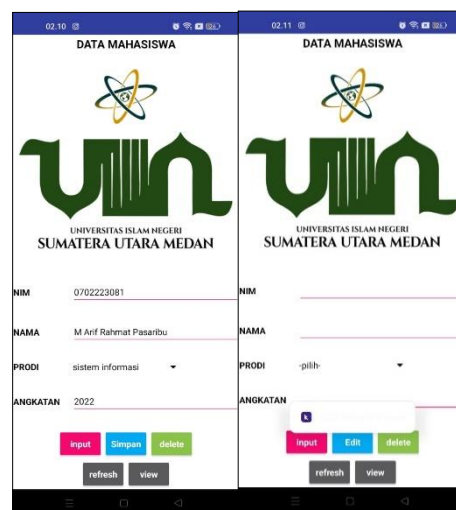 02.10
DATA MAHASISWA
UNIVERSITAS ISLAM NEGERI
SUMATERA UTARA MEDAN
NIM 0702223081
NAMA M Arif Rahmat Pasaribu
PRODI sistem informasi
ANGKATAN 2022
input Simpan delete
refresh view
02.11
DATA MAHASISWA
UNIVERSITAS ISLAM NEGERI
SUMATERA UTARA MEDAN
NIM
NAMA
PRODI -pilih-
ANGKATAN
input Edit delete
refresh view